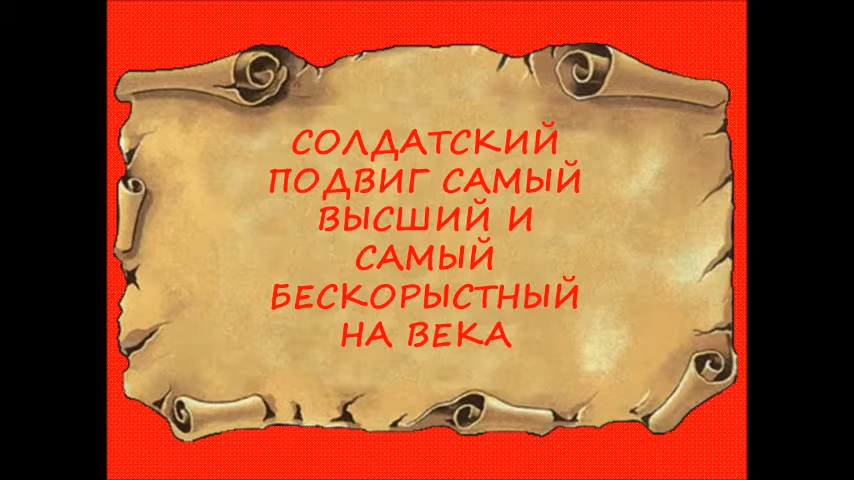 СОЛДАТСКИЙ
ПОДВИГ САМЫЙ
ВЫСШИЙ И
САМЫЙ
БЕСКОРЫСТНЫЙ
НА ВЕКА